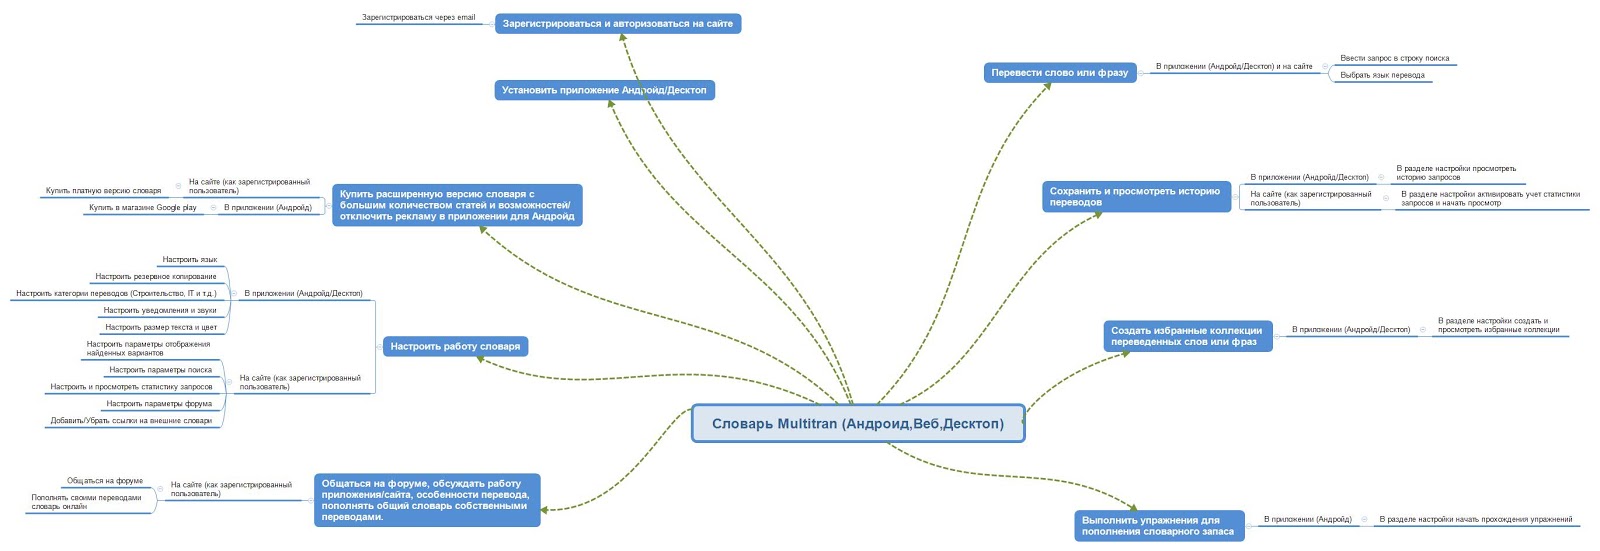 Зарегистрироваться через email
Зарегистрироваться и авторизоваться на сайте
Установить приложение Андройд/Десктоп
Купить платную версию словаря
На сайте (как зарегистрированный
пользователь)
Купить в магазине Google play
В приложении (Андройд)
Купить расширенную версию словаря с
большим количеством статей и возможностей/
отключить рекламу в приложении для Андройд
Настроить язык
Настроить резервное копирование
Настроить категории переводов (Строительство, IT и т.д.)
Настроить уведомления и звуки
Настроить размер текста и цвет
В приложении (Андройд/Десктоп)
Настроить параметры отображения
найденных вариантов
Настроить параметры поиска
Настроить и просмотреть статистику запросов
Настроить параметры форума
Добавить/Убрать ссылки на внешние словари
На сайте (как зарегистрированный
пользователь)
Настроить работу словаря
Общаться на форуме
Пополнять своими переводами
словарь онлайн
На сайте (как зарегистрированный
пользователь)
Общаться на форуме, обсуждать работу
приложения/сайта, особенности перевода,
пополнять общий словарь собственными
переводами.
Словарь Multitran (Андроид,Веб,Десктоп)
Перевести слово или фразу
В приложении (Андройд/Десктоп) и на сайте
Ввести запрос в строку поиска
Выбрать язык перевода
Сохранить и просмотреть историю
переводов
В приложении (Андройд/Десктоп)
В разделе настройки просмотреть
историю запросов
На сайте (как зарегистрированный
пользователь)
В разделе настройки активировать учет статистики
запросов и начать просмотр
Создать избранные коллекции
переведенных слов или фраз
В приложении (Андройд/Десктоп)
В разделе настройки создать и
просмотреть избранные коллекции
Выполнить упражнения для
пополнения словарного запаса
В приложении (Андройд)
В разделе настройки начать прохождения упражнений